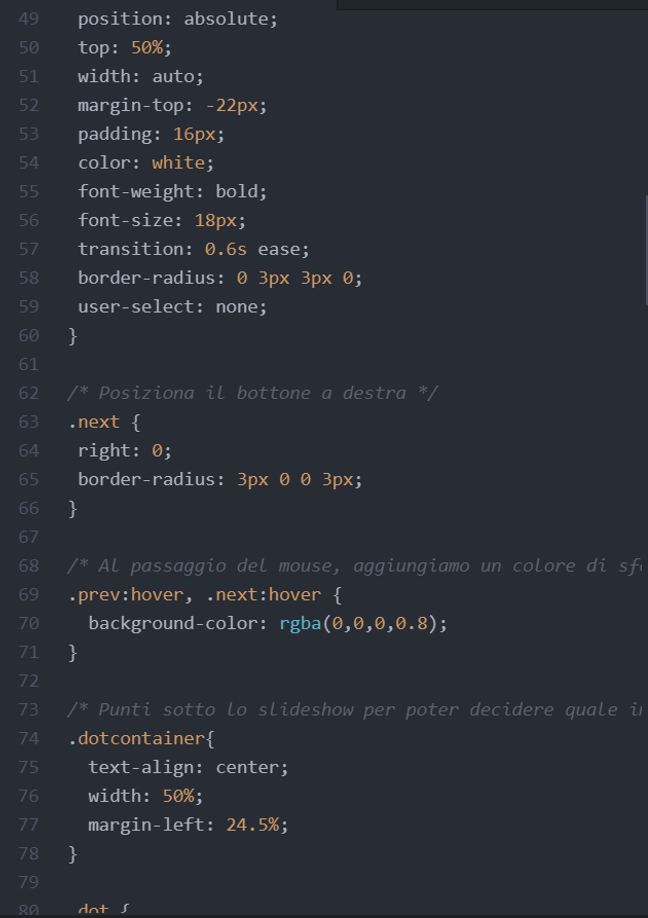 49 position: absolute;
50 top: 50%;
51 width: auto;
52 margin-top: -22px;
53 padding: 16px;
54 color: white;
55 font-weight: bold;
56 font-size: 18px;
57 transition: 0.6s ease;
58 border-radius: 0 3px 3px 0;
59 user-select: none;
60 }
61
62 /* Posiziona il bottone a destra */
63 .next {
64 right: 0;
65 border-radius: 3px 0 0 3px;
66 }
67
68 /* Al passaggio del mouse, aggiungiamo un colore di
69 .prev:hover, .next:hover {
70 background-color: rgba(0,0,0,0.8);
71 }
72
73 /* Punti sotto lo slideshow per poter decidere quale
74 .dotcontainer{
75 text-align: center;
76 width: 50%;
77 margin-left: 24.5%;
78 }
79
80 .dot {